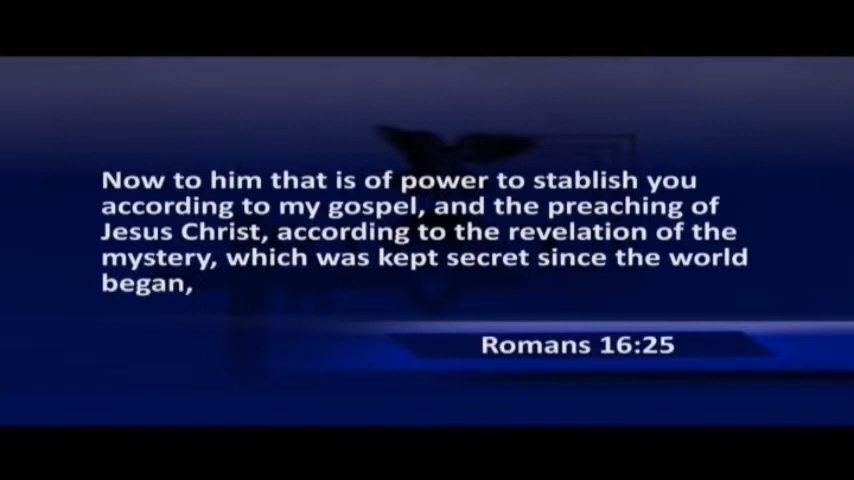 Now to him that is of power to stablish you
according to my gospel, and the preaching of
Jesus Christ, according to the revelation of the
mystery, which was kept secret since the world
began,
Romans 16:25